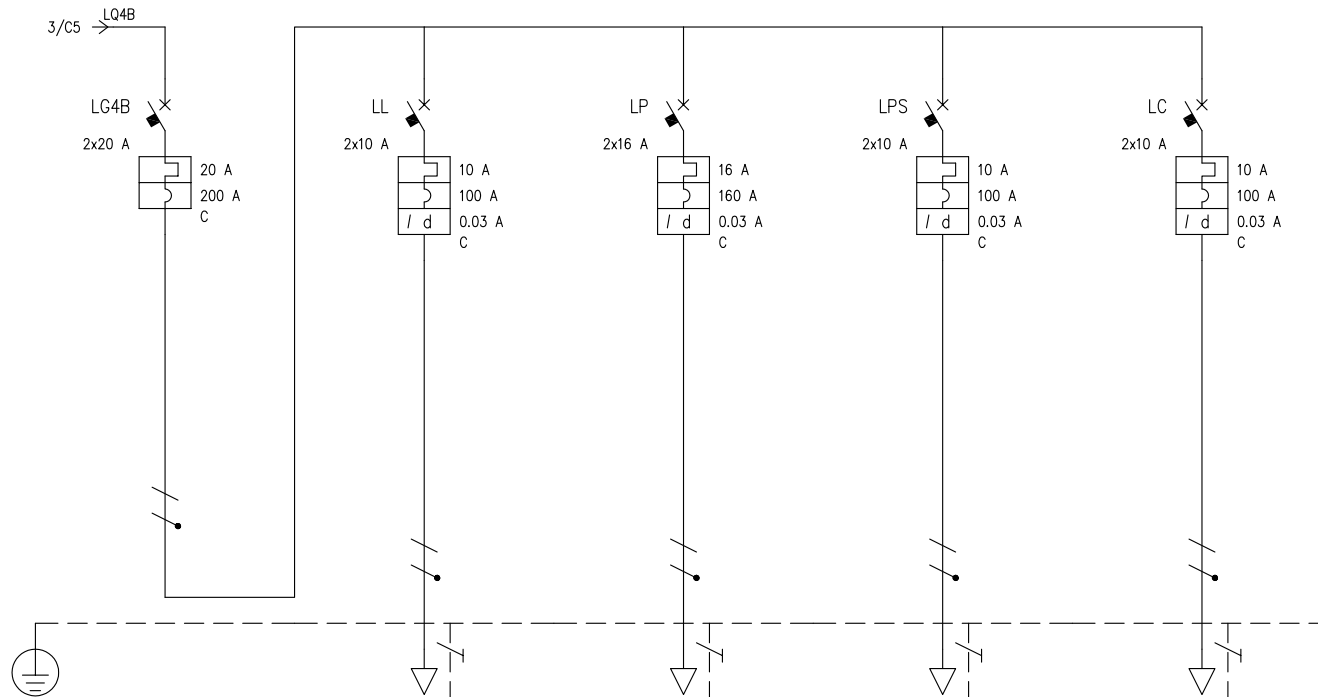 LQ4B
3/C5
LG4B
2x20 A
20 A
200 A
C
LL
2x10 A
10 A
100 A
I d 0.03 A
C
LP
2x16 A
16 A
160 A
I d 0.03 A
C
LPS
2x10 A
10 A
100 A
I d 0.03 A
C
LC
2x10 A
10 A
100 A
I d 0.03 A
C